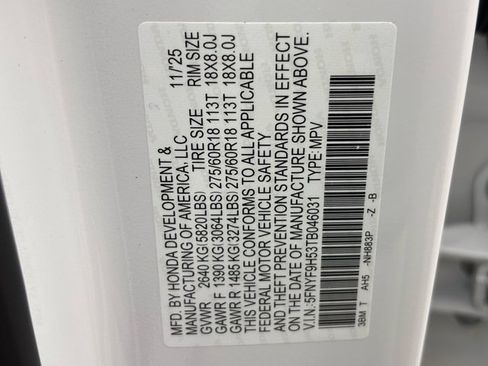 MFD. BY HONDA DEVELOPMENT & 11/'25
MANUFACTURING OF AMERICA, LLC
GVWR 2640 KG(5820LBS) TIRE SIZE RIM SIZE
GAWR F 1390 KG(3064LBS) 275/60R18 113T 18X8.0J
GAWR R 1485 KG(3274LBS) 275/60R18 113T 18X8.0J
THIS VEHICLE CONFORMS TO ALL APPLICABLE
FEDERAL MOTOR VEHICLE SAFETY
AND THEFT PREVENTION STANDARDS IN EFFECT
ON THE DATE OF MANUFACTURE SHOWN ABOVE.
V.I.N.:5FNYF9H53TB046031 TYPE: MPV
3BM T AH5 -NH883P -Z -B